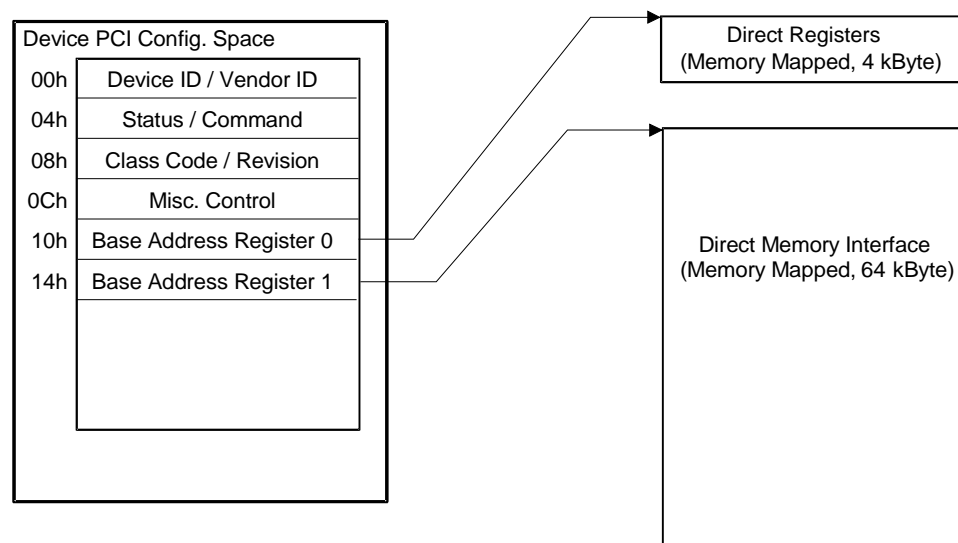 Device PCI Config. Space
00h Device ID / Vendor ID
04h Status / Command
08h Class Code / Revision
0Ch Misc. Control
10h Base Address Register 0
14h Base Address Register 1
Direct Registers
(Memory Mapped, 4 kByte)
Direct Memory Interface
(Memory Mapped, 64 kByte)